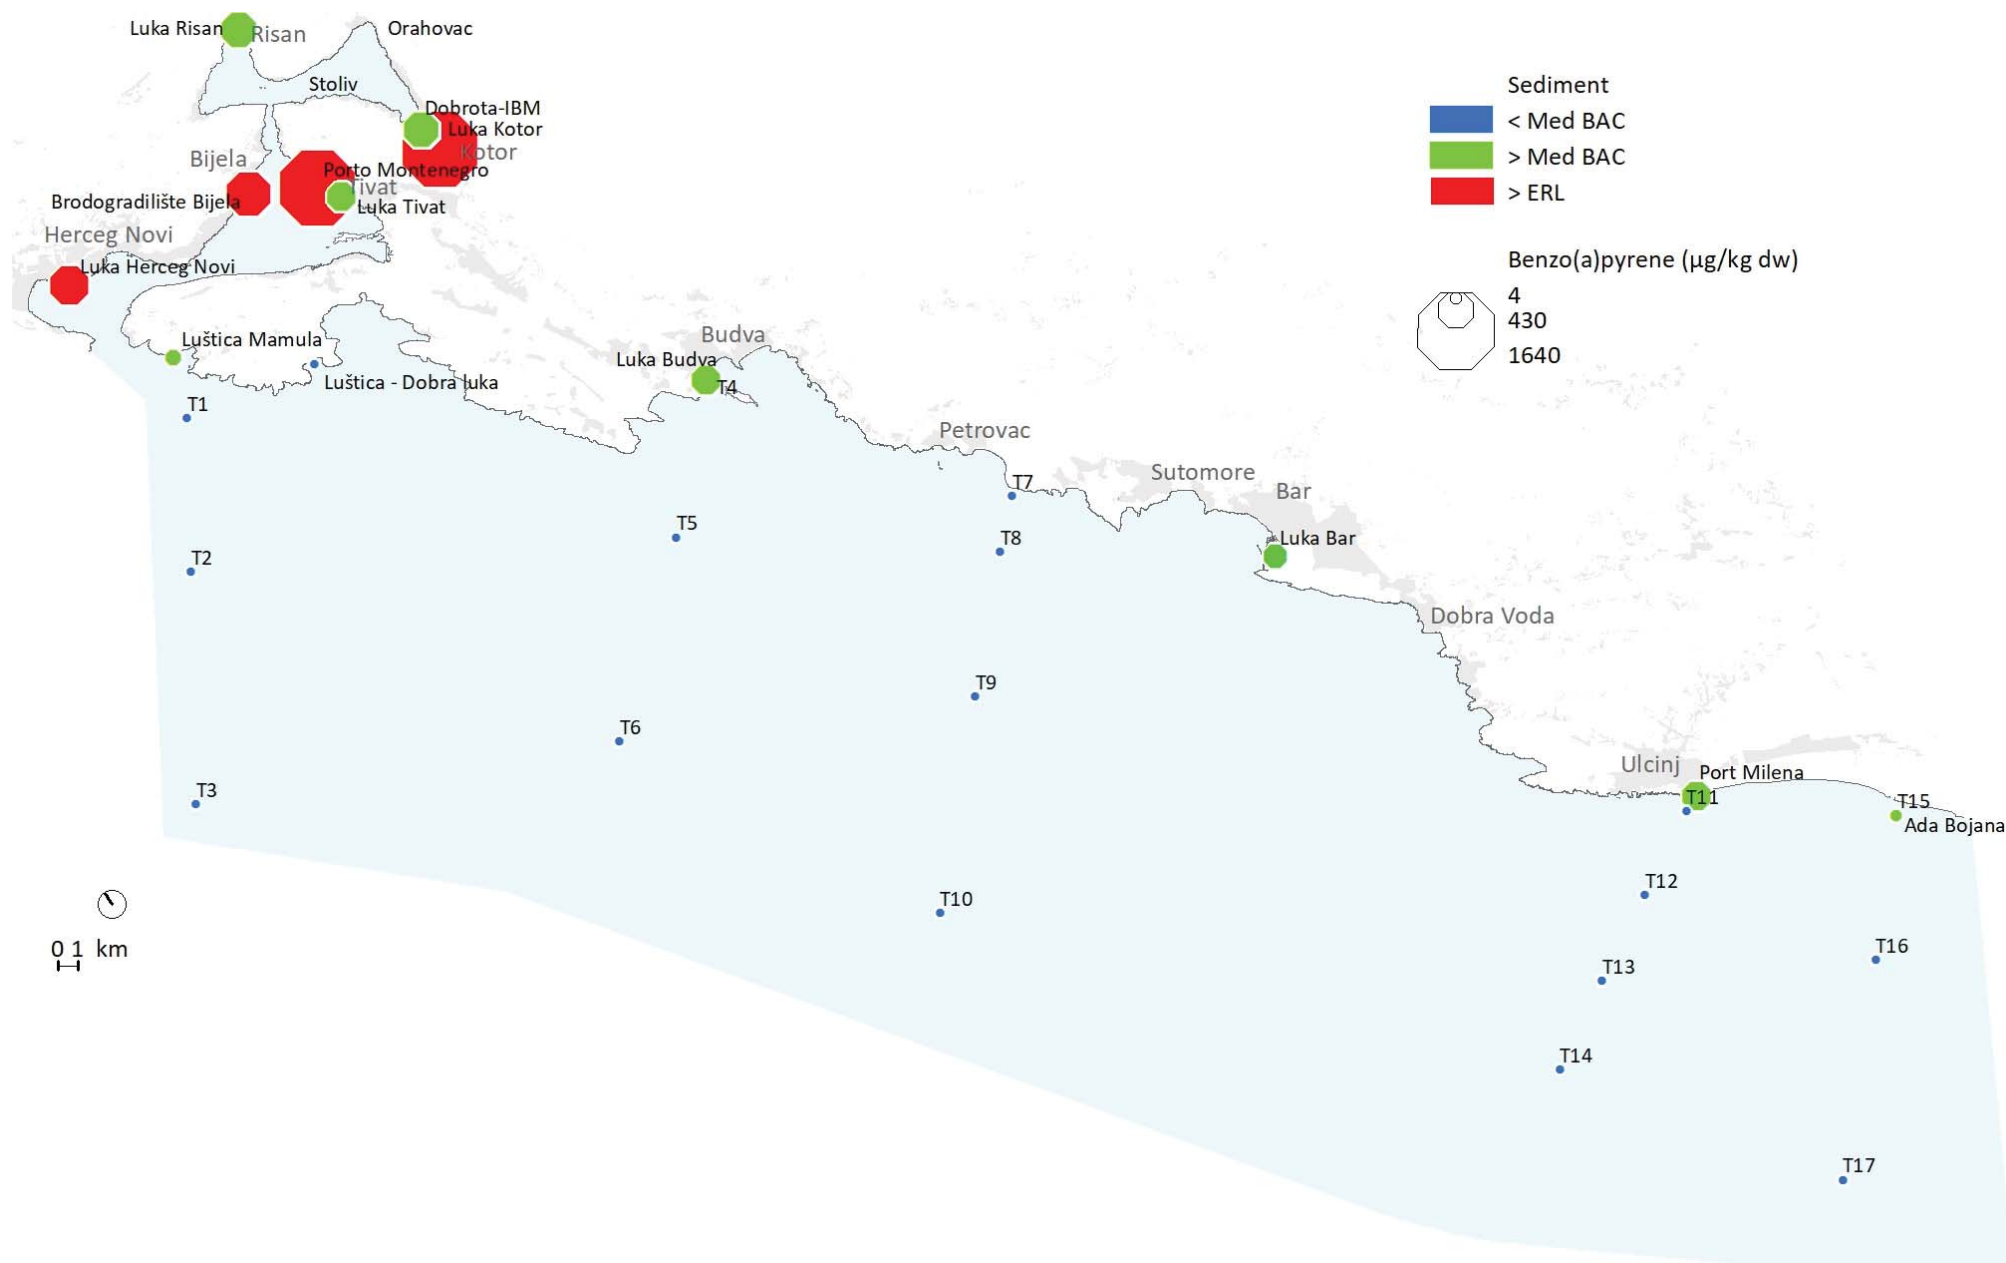 Luka Risan
Risan
Orahovac
Stoliv
Dobrota-IBM
Luka Kotor
Kotor
Bijela
Porto Montenegro
Tivat
Brodogradilište Bijela
Luka Tivat
Herceg Novi
Luka Herceg Novi
Luštica Mamula
Luštica - Dobra luka
Budva
Luka Budva
T4
Petrovac
Sutomore
Bar
Luka Bar
Dobra Voda
Ulcinj
Port Milena
T11
T15
Ada Bojana
T1
T2
T3
T5
T6
T7
T8
T9
T10
T12
T13
T14
T16
T17
0 1 km
Sediment
< Med BAC
> Med BAC
> ERL
Benzo(a)pyrene (µg/kg dw)
4
430
1640